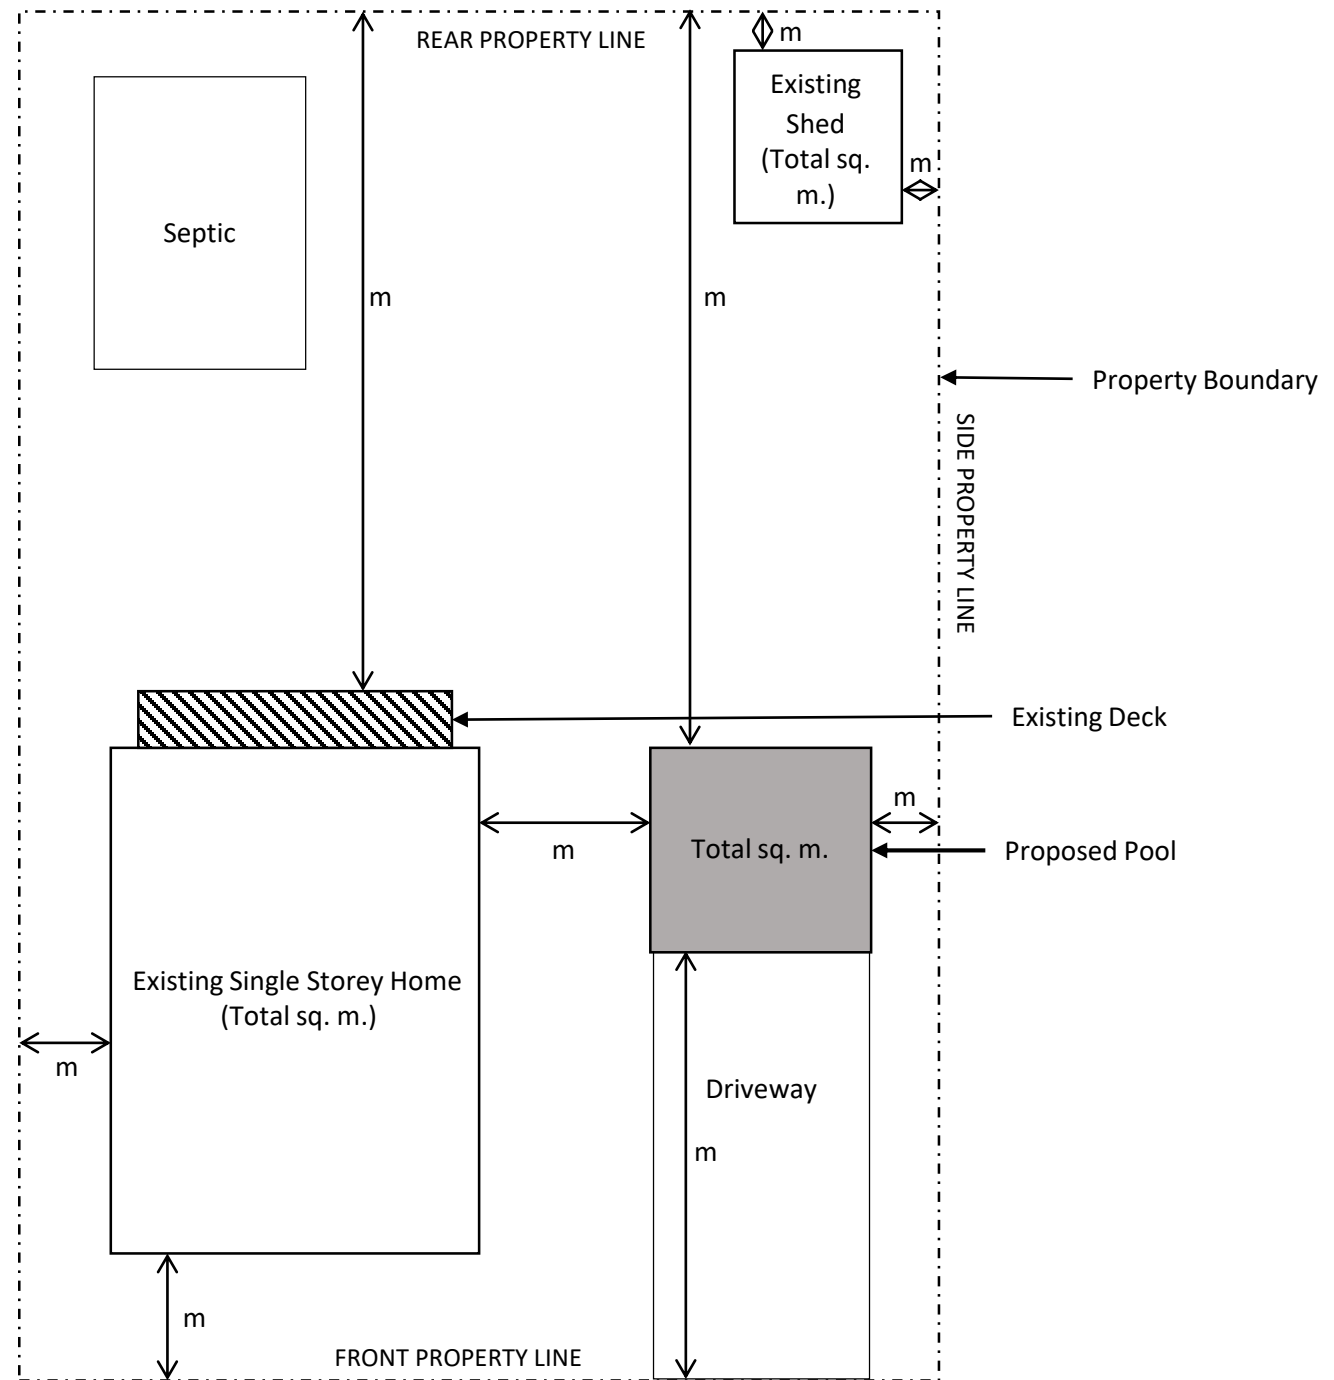 REAR PROPERTY LINE
m
Existing
Shed
(Total sq.
m.)
m
Septic
m
m
Property Boundary
SIDE PROPERTY LINE
Existing Deck
m
m
Total sq. m.
Proposed Pool
Existing Single Storey Home
(Total sq. m.)
m
Driveway
m
m
FRONT PROPERTY LINE